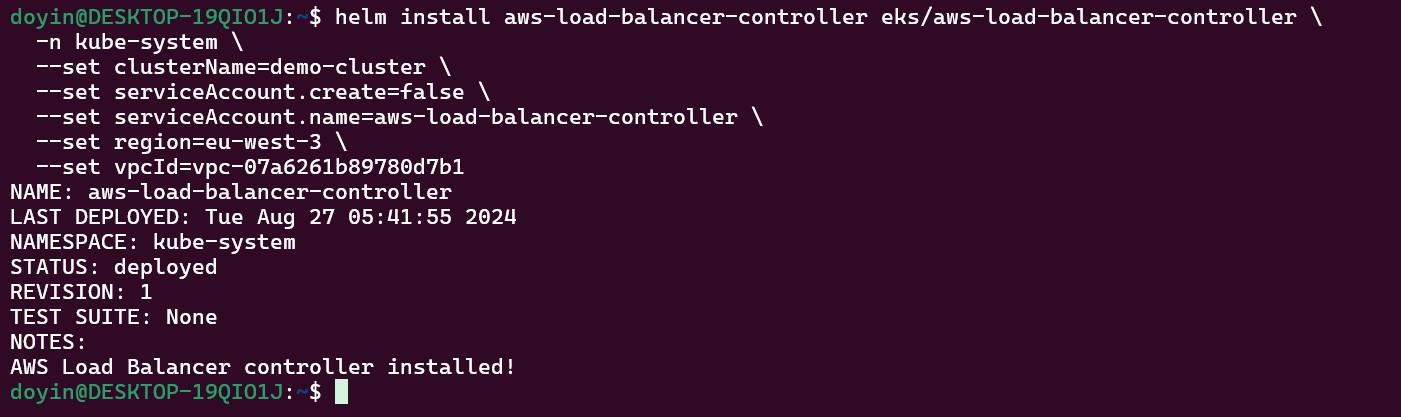 doyin@DESKTOP-19QIO1J:~$ helm install aws-load-balancer-controller eks/aws-load-balancer-controller \
  -n kube-system \
  --set clusterName=demo-cluster \
  --set serviceAccount.create=false \
  --set serviceAccount.name=aws-load-balancer-controller \
  --set region=eu-west-3 \
  --set vpcId=vpc-07a6261b89780d7b1
NAME: aws-load-balancer-controller
LAST DEPLOYED: Tue Aug 27 05:41:55 2024
NAMESPACE: kube-system
STATUS: deployed
REVISION: 1
TEST SUITE: None
NOTES:
AWS Load Balancer controller installed!
doyin@DESKTOP-19QIO1J:~$